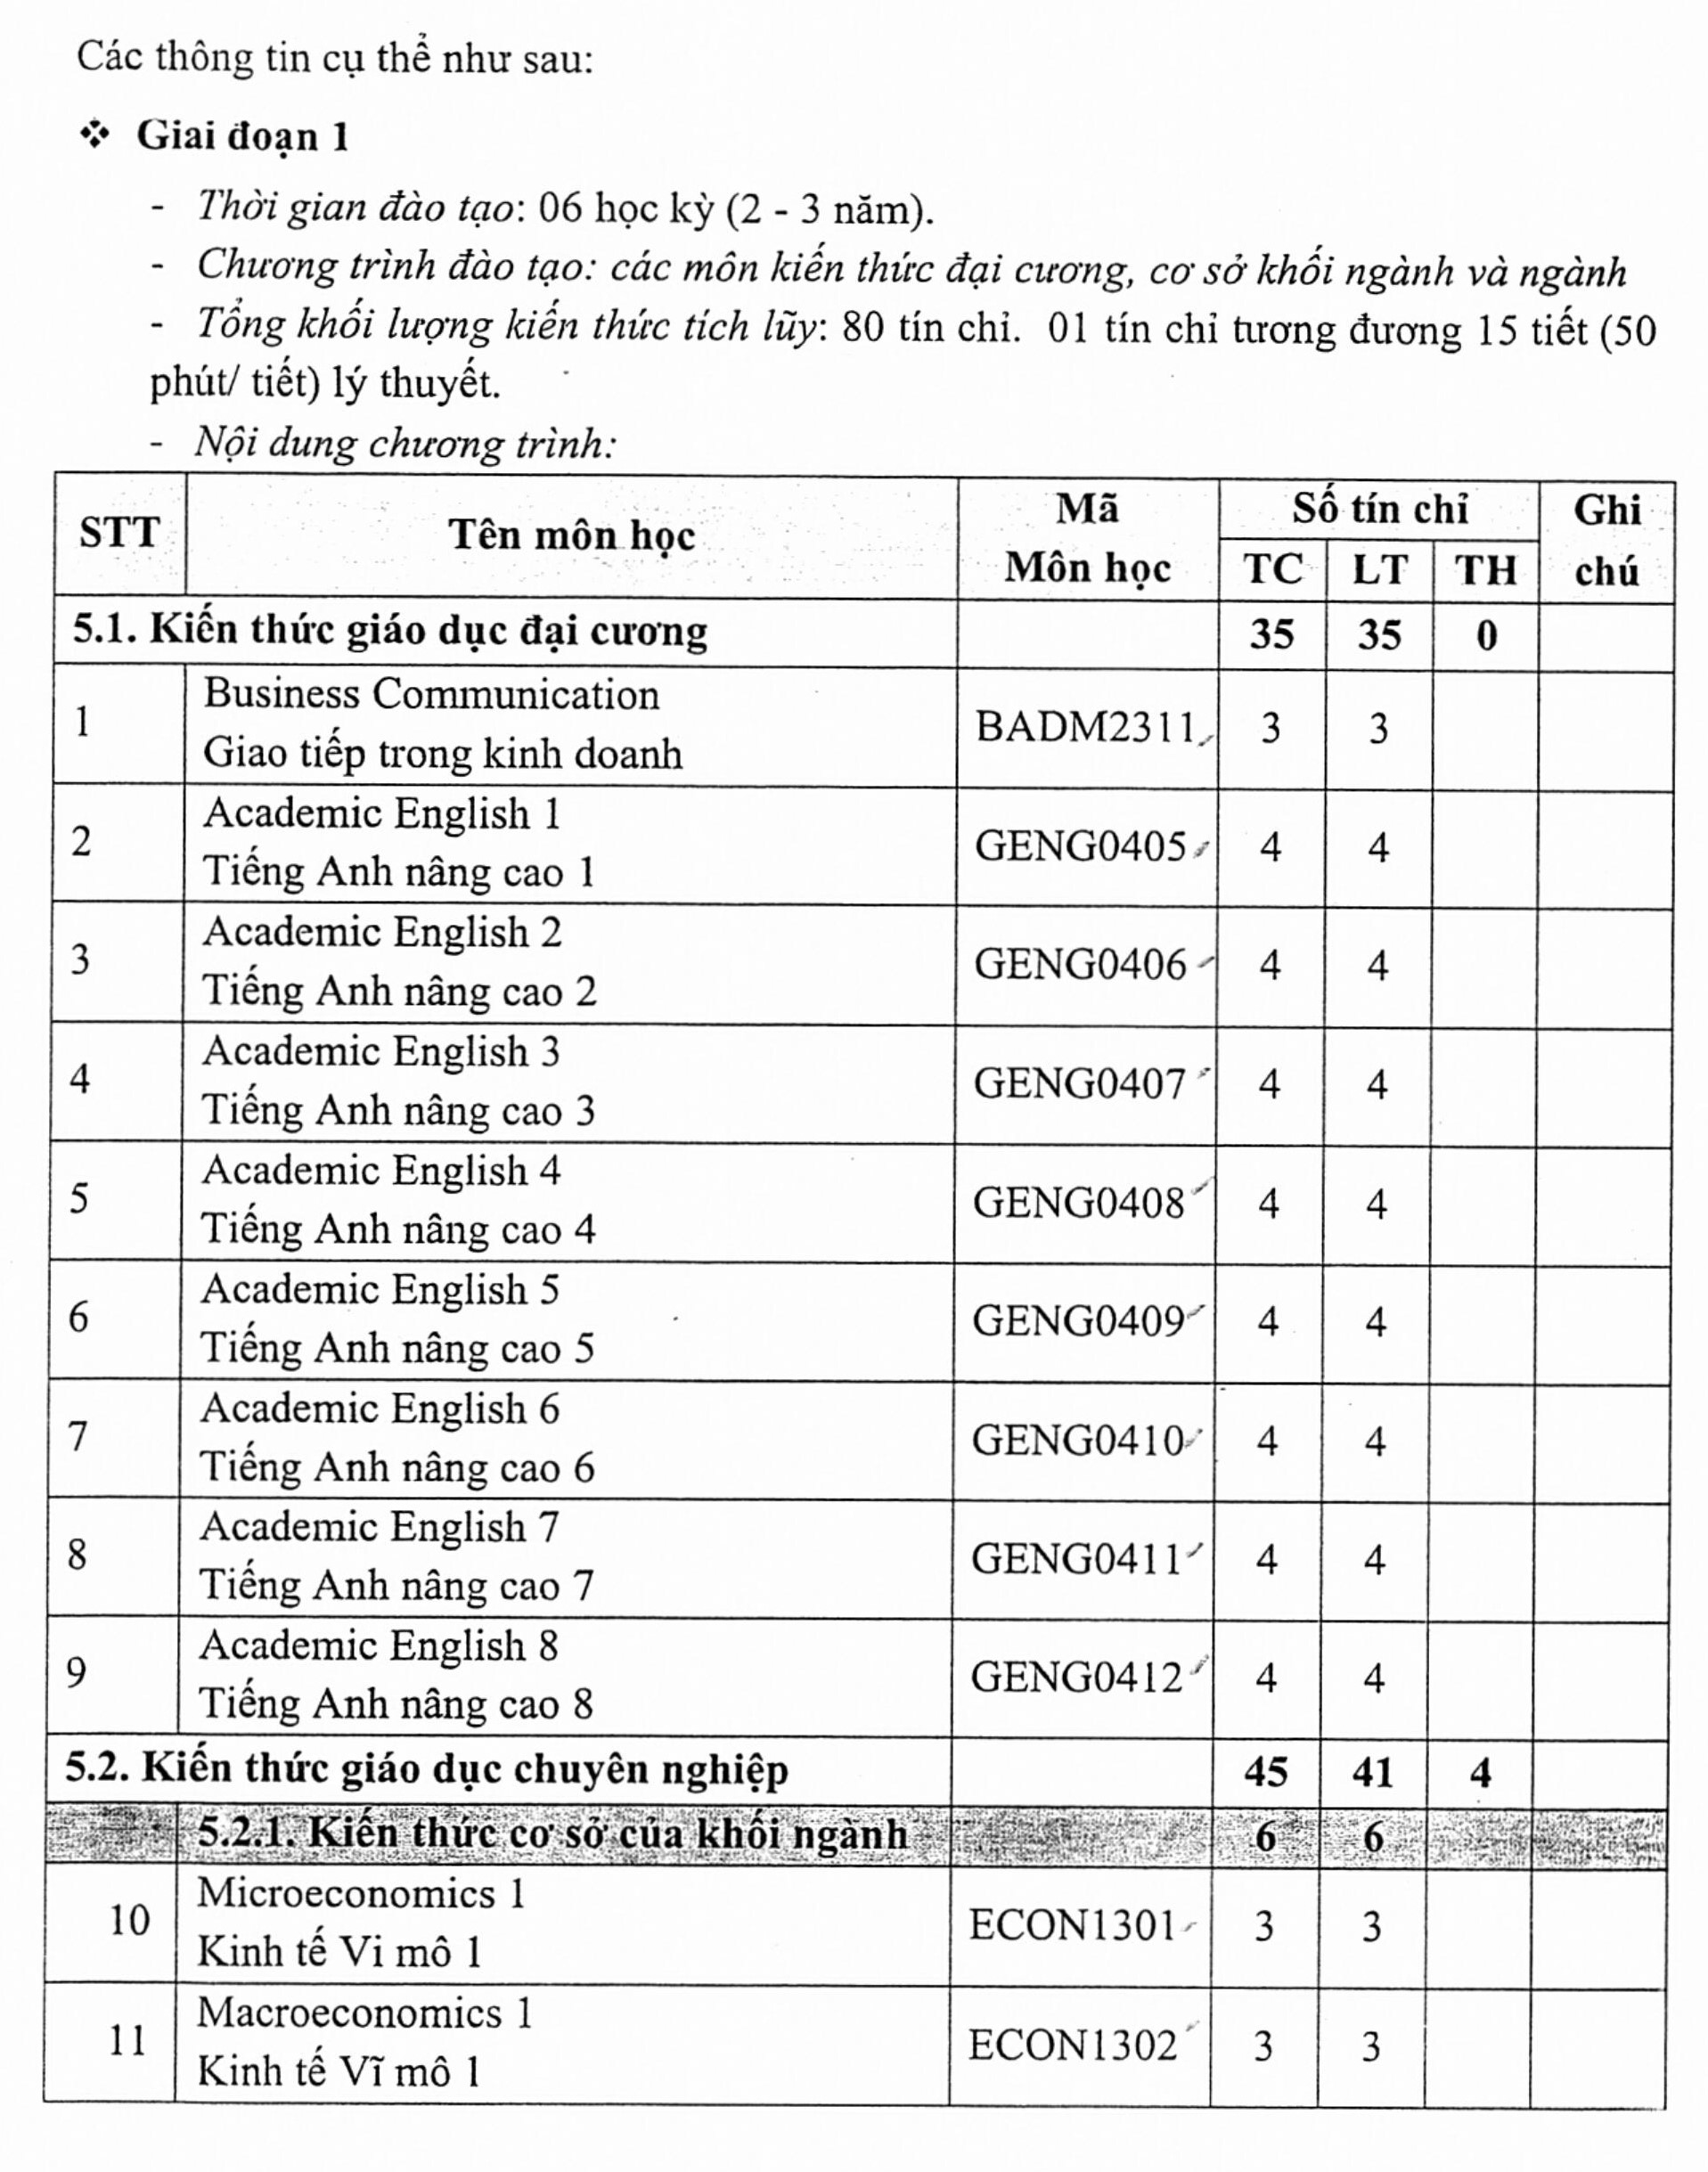 Các thông tin cụ thể như sau:
❖ Giai đoạn 1
- Thời gian đào tạo: 06 học kỳ (2 - 3 năm).
- Chương trình đào tạo: các môn kiến thức đại cương, cơ sở khối ngành và ngành
- Tổng khối lượng kiến thức tích lũy: 80 tín chỉ. 01 tín chỉ tương đương 15 tiết (50
phút/ tiết) lý thuyết.
- Nội dung chương trình:
STT Tên môn học Mã Môn học Số tín chỉ Ghi chú
TC LT TH
5.1. Kiến thức giáo dục đại cương 35 35 0
1 Business Communication
Giao tiếp trong kinh doanh BADM2311 3 3
2 Academic English 1
Tiếng Anh nâng cao 1 GENG0405 4 4
3 Academic English 2
Tiếng Anh nâng cao 2 GENG0406 4 4
4 Academic English 3
Tiếng Anh nâng cao 3 GENG0407 4 4
5 Academic English 4
Tiếng Anh nâng cao 4 GENG0408 4 4
6 Academic English 5
Tiếng Anh nâng cao 5 GENG0409 4 4
7 Academic English 6
Tiếng Anh nâng cao 6 GENG0410 4 4
8 Academic English 7
Tiếng Anh nâng cao 7 GENG0411 4 4
9 Academic English 8
Tiếng Anh nâng cao 8 GENG0412 4 4
5.2. Kiến thức giáo dục chuyên nghiệp 45 41 4
5.2.1. Kiến thức cơ sở của khối ngành 6 6
10 Microeconomics 1
Kinh tế Vi mô 1 ECON1301 3 3
11 Macroeconomics 1
Kinh tế Vĩ mô 1 ECON1302 3 3